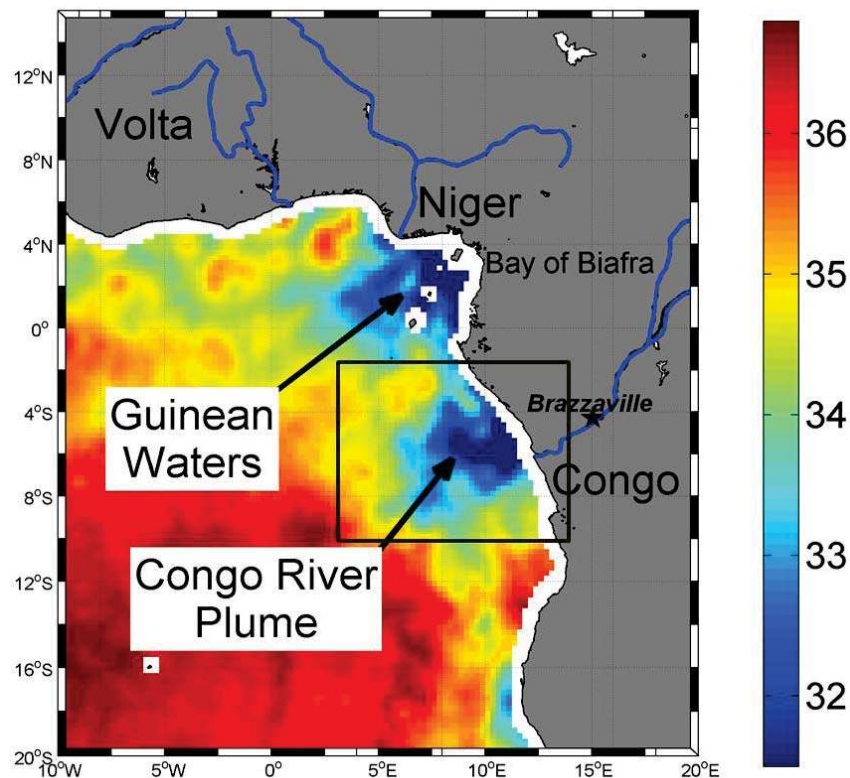 12°N
8°N
4°N
0°
4°S
8°S
12°S
16°S
20°S
10°W
5°W
0°
5°E
10°E
15°E
20°E
Volta
Niger
Bay of Biafra
Guinean
Waters
Brazzaville
Congo
Congo River
Plume
36
35
34
33
32